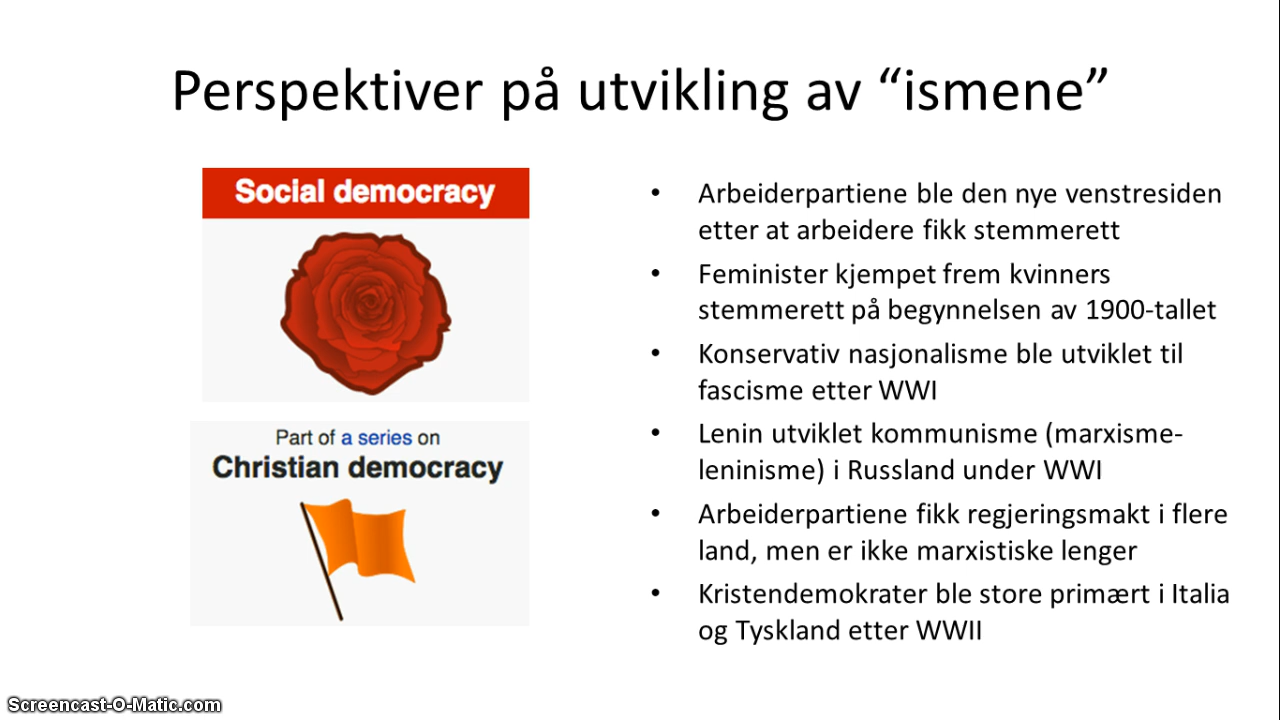 Perspektiver på utvikling av “ismene”
Social democracy
Part of a series on
Christian democracy
• Arbeiderpartiene ble den nye venstresiden
etter at arbeidere fikk stemmerett
• Feminister kjempet frem kvinners
stemmerett på begynnelsen av 1900-tallet
• Konservativ nasjonalisme ble utviklet til
fascisme etter WWI
• Lenin utviklet kommunisme (marxisme-
leninisme) i Russland under WWI
• Arbeiderpartiene fikk regjeringsmakt i flere
land, men er ikke marxistiske lenger
• Kristendemokrater ble store primært i Italia
og Tyskland etter WWII
Screencast-O-Matic.com